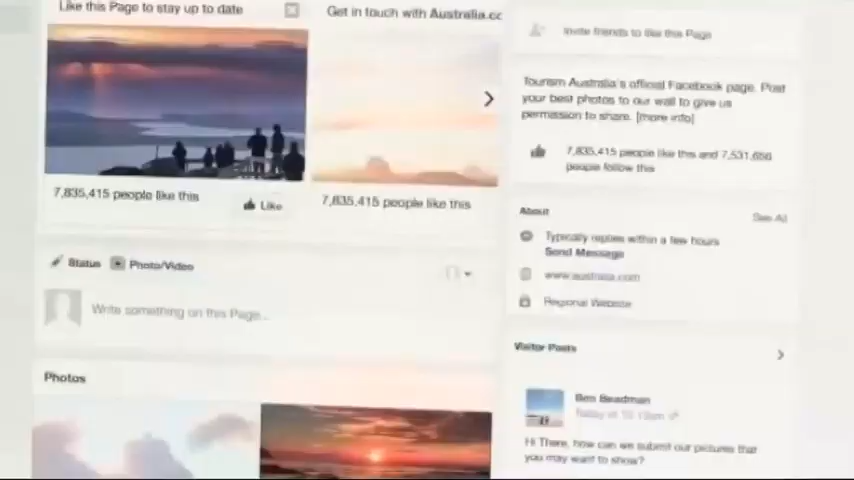 Like this Page to stay up to date
Get in touch with Australia.cc
7,835,415 people like this
Like
7,835,415 people like this
Status
Photo/Video
Write something on this Page...
Photos
Invite friends to like this Page
Tourism Australia's official Facebook page. Post
your best photos to our wall to give us
permission to share. [more info]
7,835,415 people like this and 7,531,656
people follow this
About
See All
Typically replies within a few hours
Send Message
www.australia.com
Regional Website
Visitor Posts
Ben Beadman
Today at
Hi There, how can we submit our pictures that
you may want to show?